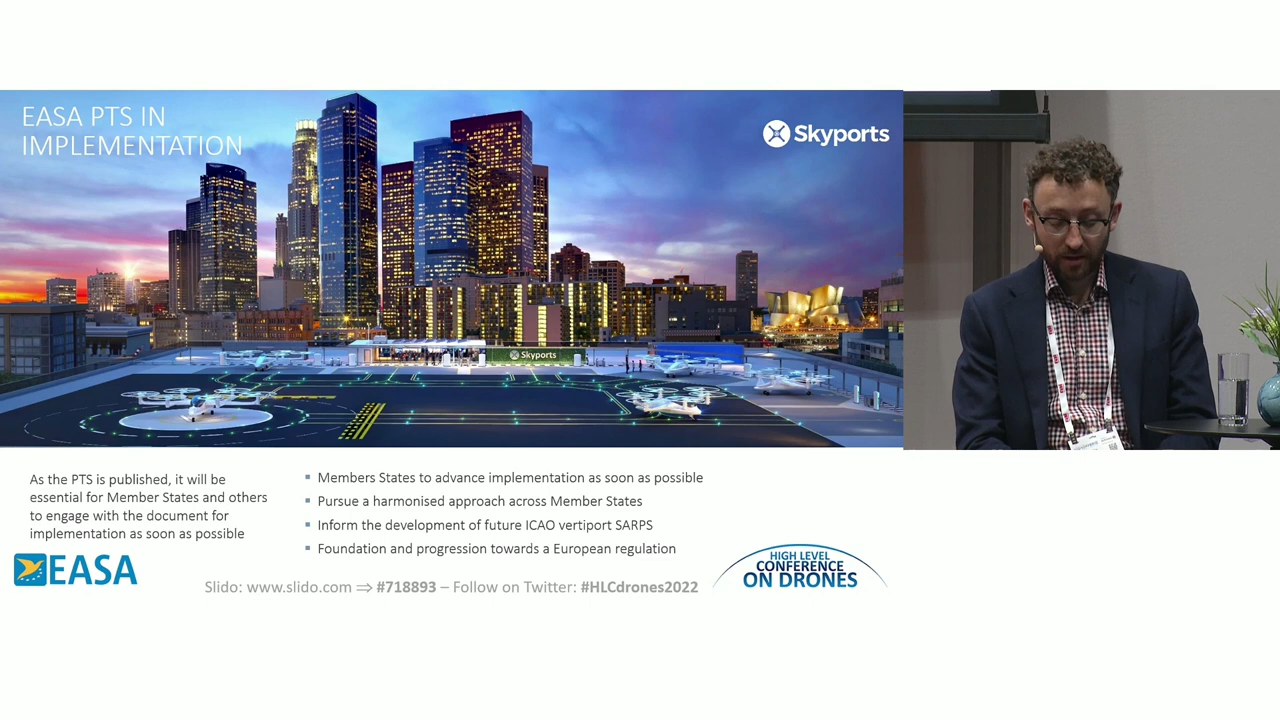 EASA PTS IN
IMPLEMENTATION
Skyports
Skyports
As the PTS is published, it will be
essential for Member States and others
to engage with the document for
implementation as soon as possible
▪ Members States to advance implementation as soon as possible
▪ Pursue a harmonised approach across Member States
▪ Inform the development of future ICAO vertiport SARPS
▪ Foundation and progression towards a European regulation
EASA
Slido: www.slido.com ⇒ #718893 – Follow on Twitter: #HLCdrones2022
HIGH LEVEL
CONFERENCE
ON DRONES